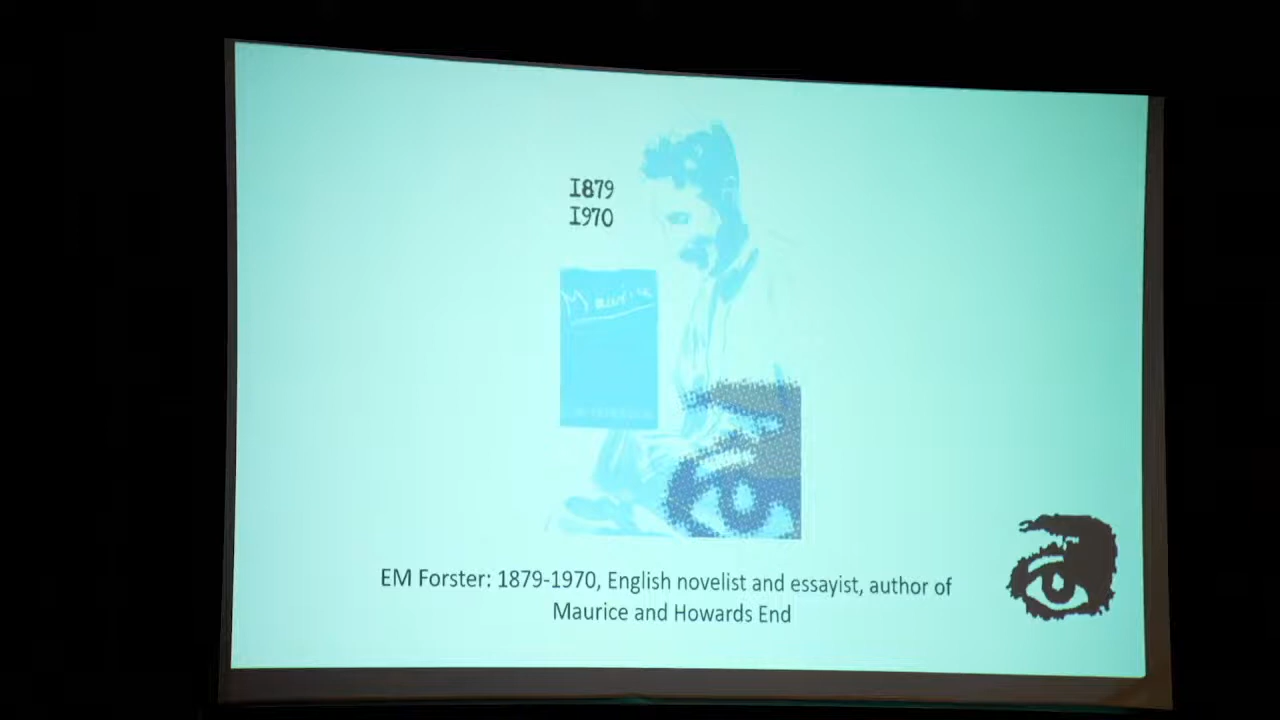 1879
1970
Maurice
EM Forster: 1879-1970, English novelist and essayist, author of
Maurice and Howards End